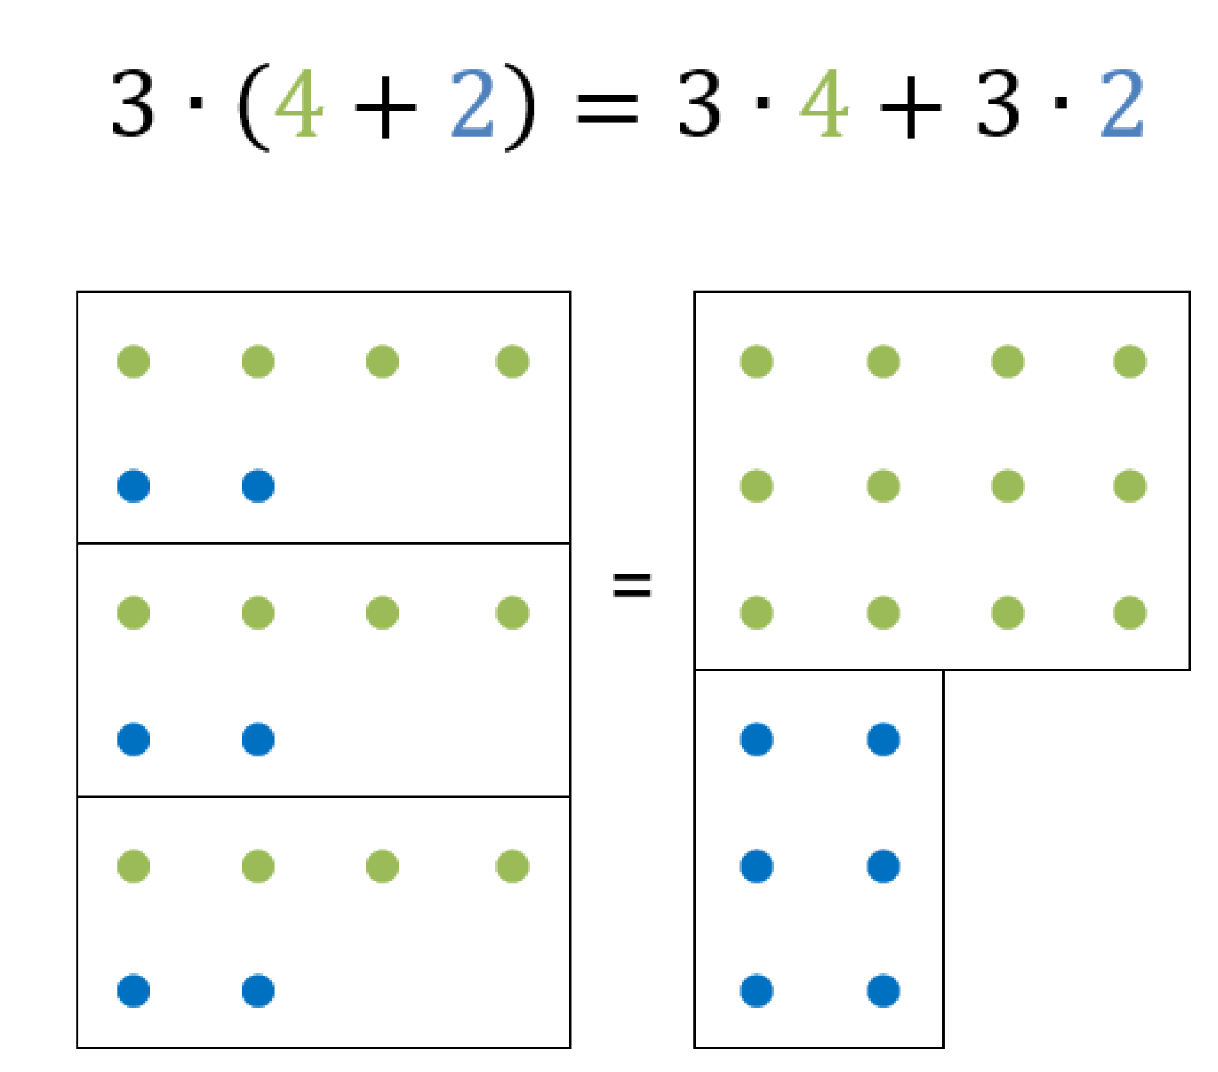 3 · (4 + 2) = 3 · 4 + 3 · 2
=